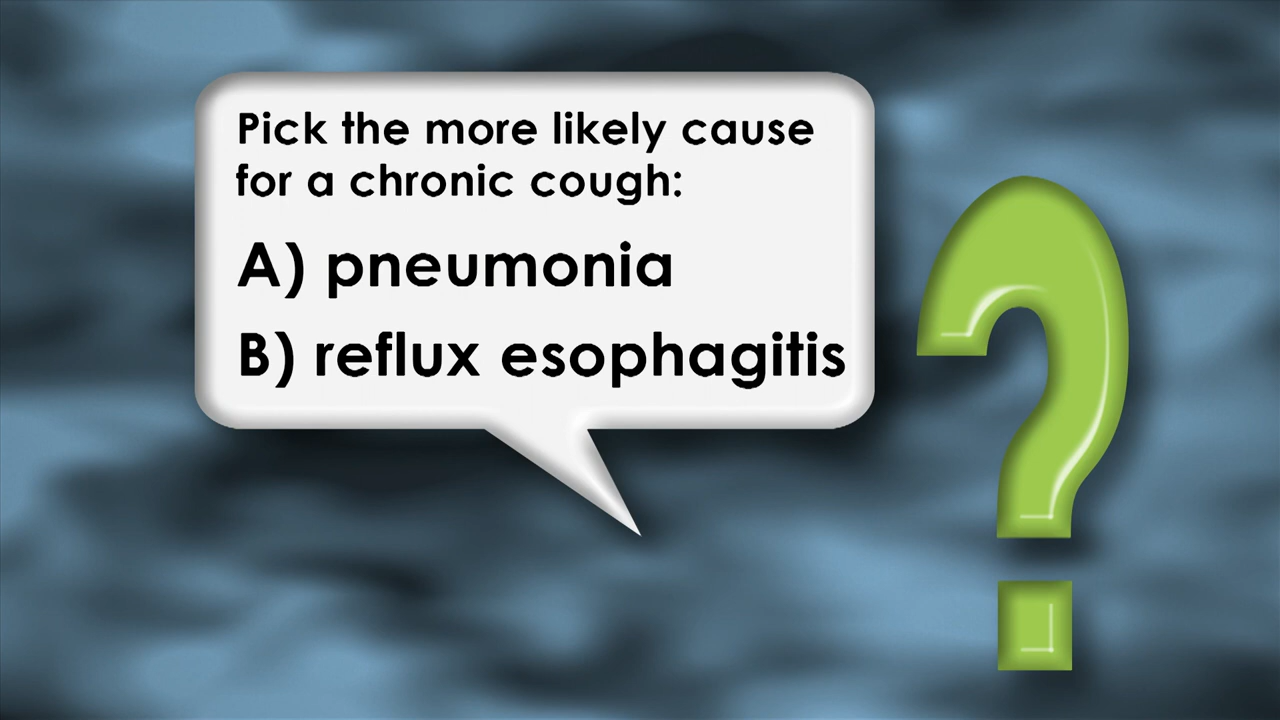 Pick the more likely cause
for a chronic cough:
A) pneumonia
B) reflux esophagitis
?